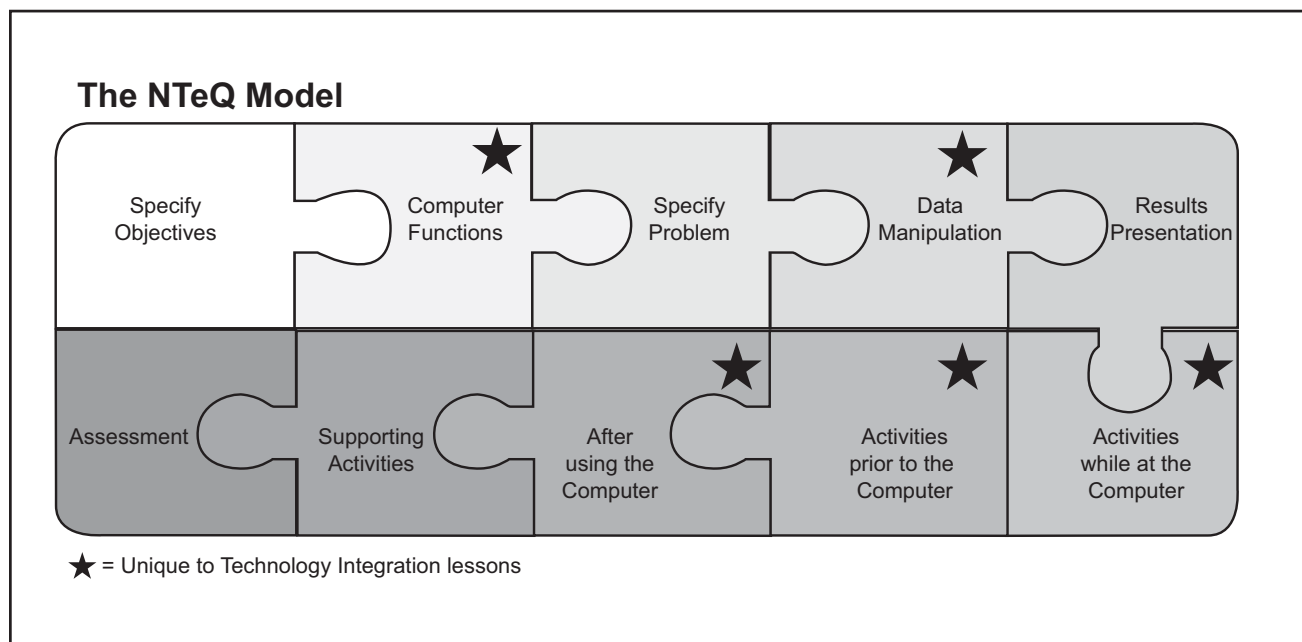 The NTeQ Model
Specify
Objectives
Computer
Functions
Specify
Problem
Data
Manipulation
Results
Presentation
Assessment
Supporting
Activities
After
using the
Computer
Activities
prior to the
Computer
Activities
while at the
Computer
★ = Unique to Technology Integration lessons